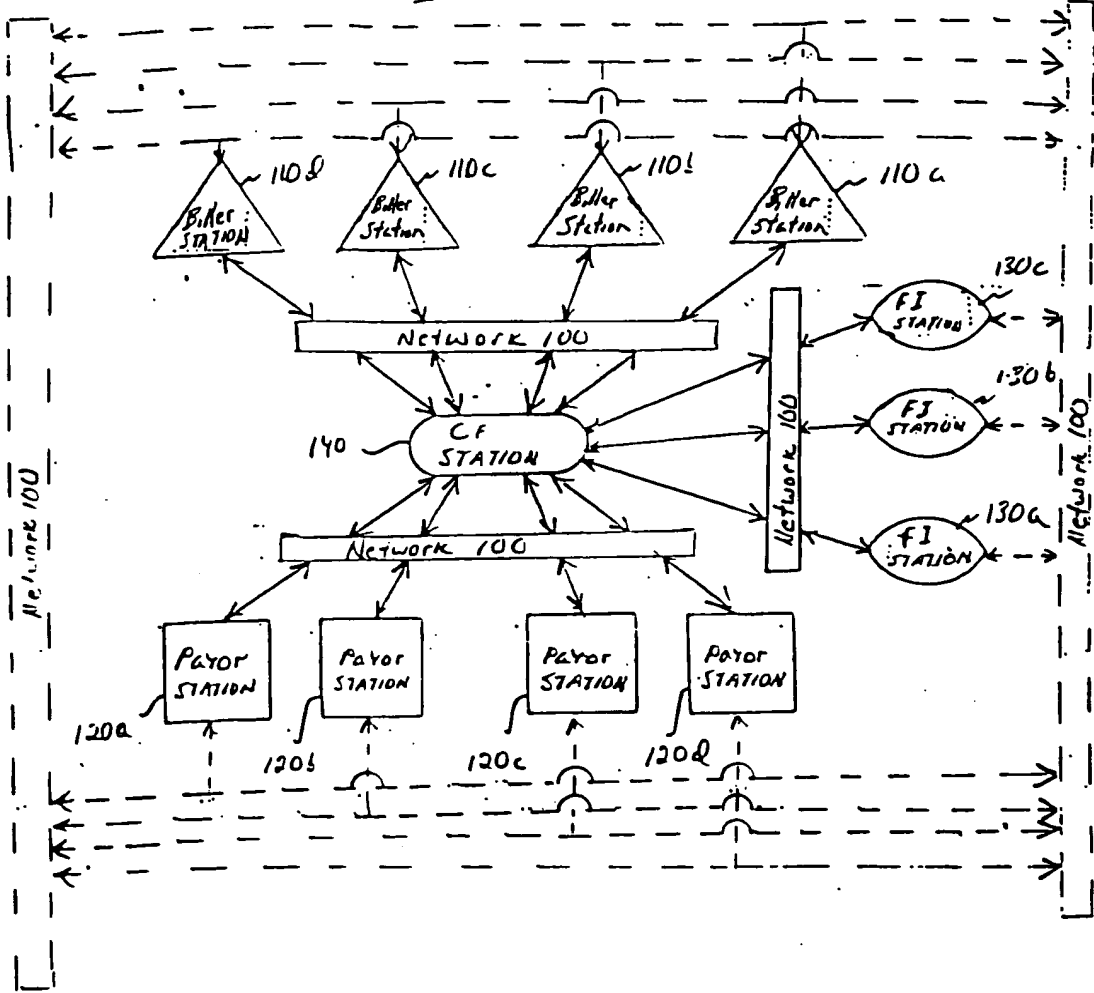 110d
110c
110b
110a
Biller
STATION
Biller
Station
Biller
Station
Biller
Station
130c
FI
STATION
Network 100
130b
FI
STATION
Network 100
CF
STATION
140
Network 100
130a
FI
STATION
Network 100
Network 100
Payor
STATION
Payor
STATION
Payor
STATION
Payor
STATION
120a
120b
120c
120d